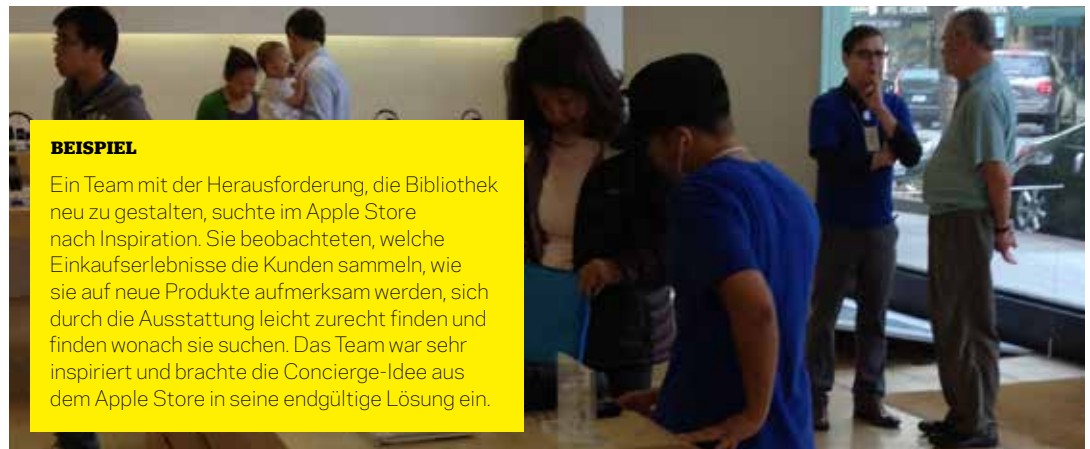 BEISPIEL
Ein Team mit der Herausforderung, die Bibliothek
neu zu gestalten, suchte im Apple Store
nach Inspiration. Sie beobachteten, welche
Einkaufserlebnisse die Kunden sammeln, wie
sie auf neue Produkte aufmerksam werden, sich
durch die Ausstattung leicht zurecht finden und
finden wonach sie suchen. Das Team war sehr
inspiriert und brachte die Concierge-Idee aus
dem Apple Store in seine endgültige Lösung ein.